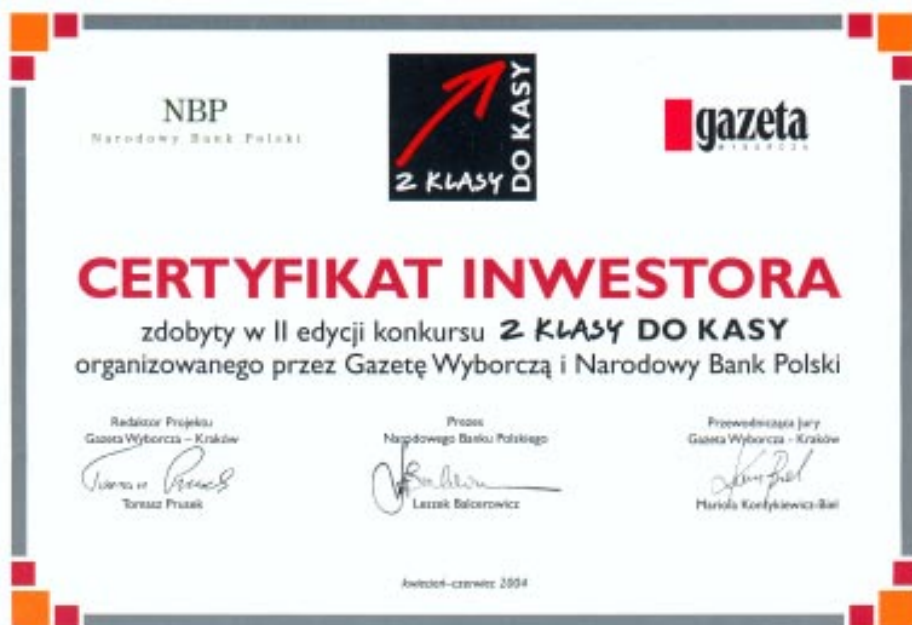 NBP
Narodowy Bank Polski
Z KLASY
DO KASY
gazeta
WYBORCZA
CERTYFIKAT INWESTORA
zdobyty w II edycji konkursu Z KLASY DO KASY
organizowanego przez Gazetę Wyborczą i Narodowy Bank Polski
Redaktor Projektu
Gazeta Wyborcza – Kraków
Tomasz Prusek
Prezes
Narodowego Banku Polskiego
Leszek Balcerowicz
Przewodnicząca Jury
Gazeta Wyborcza - Kraków
Mariola Konfykiewicz-Biel
kwiecień-czerwiec 2004